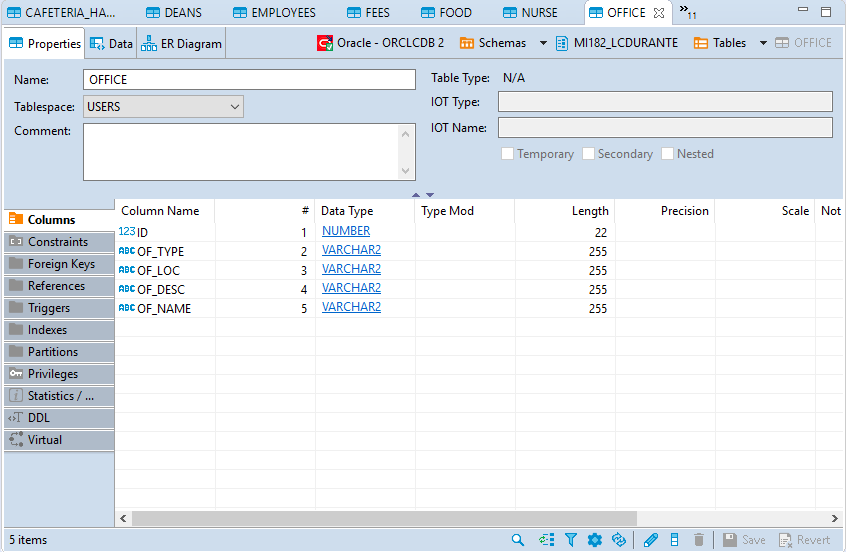 CAFETERIA_HA... DEANS EMPLOYEES FEES FOOD NURSE OFFICE »11
Properties Data ER Diagram Oracle - ORCLCDB 2 Schemas MI182_LCDURANTE Tables OFFICE
Name: OFFICE Table Type: N/A
Tablespace: USERS IOT Type:
Comment: IOT Name:
Temporary Secondary Nested
Columns
Constraints
Foreign Keys
References
Triggers
Indexes
Partitions
Privileges
Statistics / ...
DDL
Virtual
Column Name # Data Type Type Mod Length Precision Scale Not
123 ID 1 NUMBER 22
ABC OF_TYPE 2 VARCHAR2 255
ABC OF_LOC 3 VARCHAR2 255
ABC OF_DESC 4 VARCHAR2 255
ABC OF_NAME 5 VARCHAR2 255
5 items Save Revert